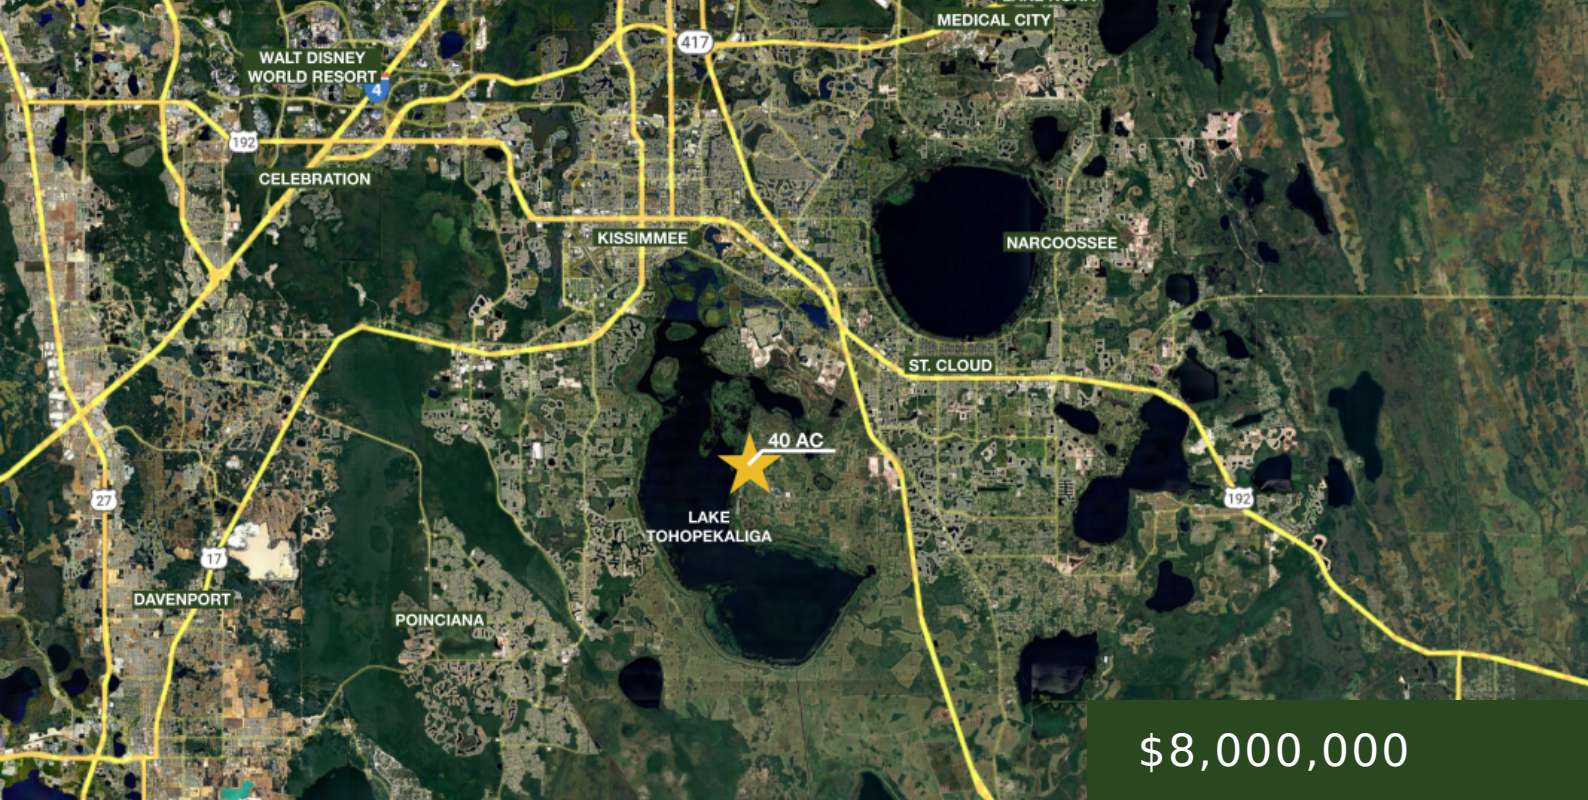 MEDICAL CITY
417
WALT DISNEY
WORLD RESORT
4
192
CELEBRATION
KISSIMMEE
NARCOOSSEE
ST. CLOUD
40 AC
27
192
LAKE
TOHOPEKALIGA
17
DAVENPORT
POINCIANA
$8,000,000